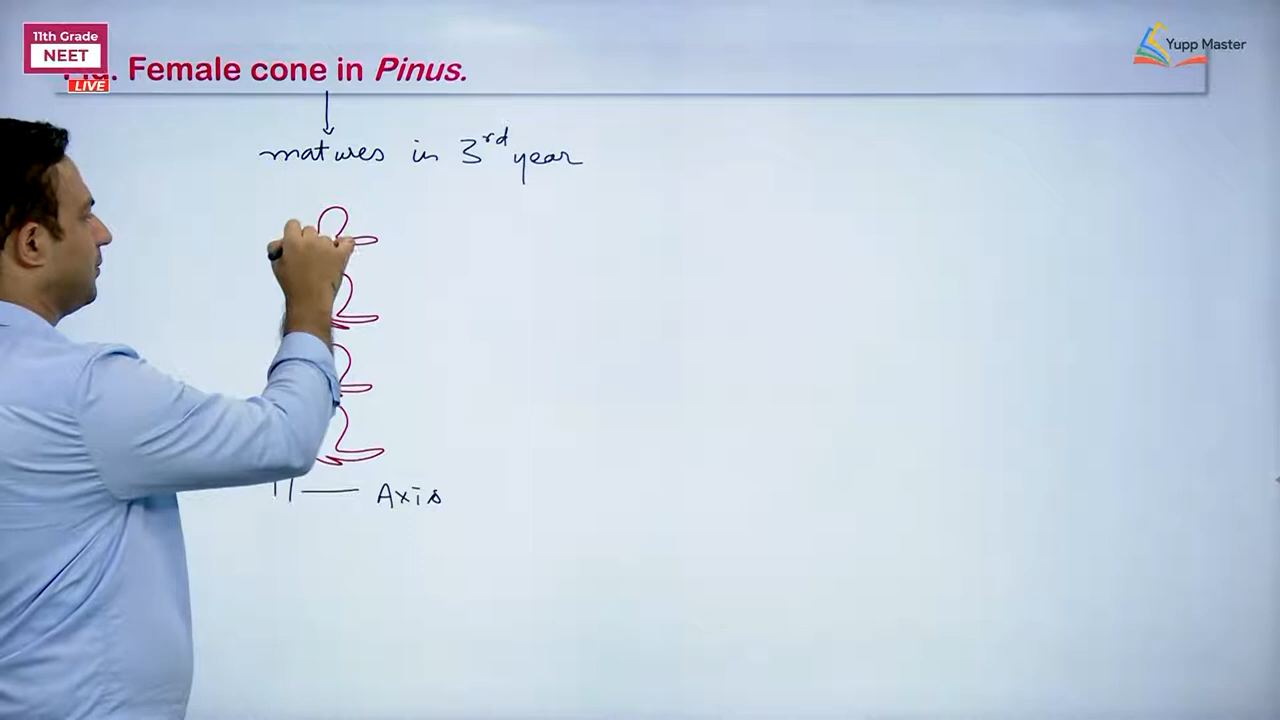 11th Grade
NEET
LIVE
Yupp Master
Female cone in Pinus.
matures in 3rd year
Axis